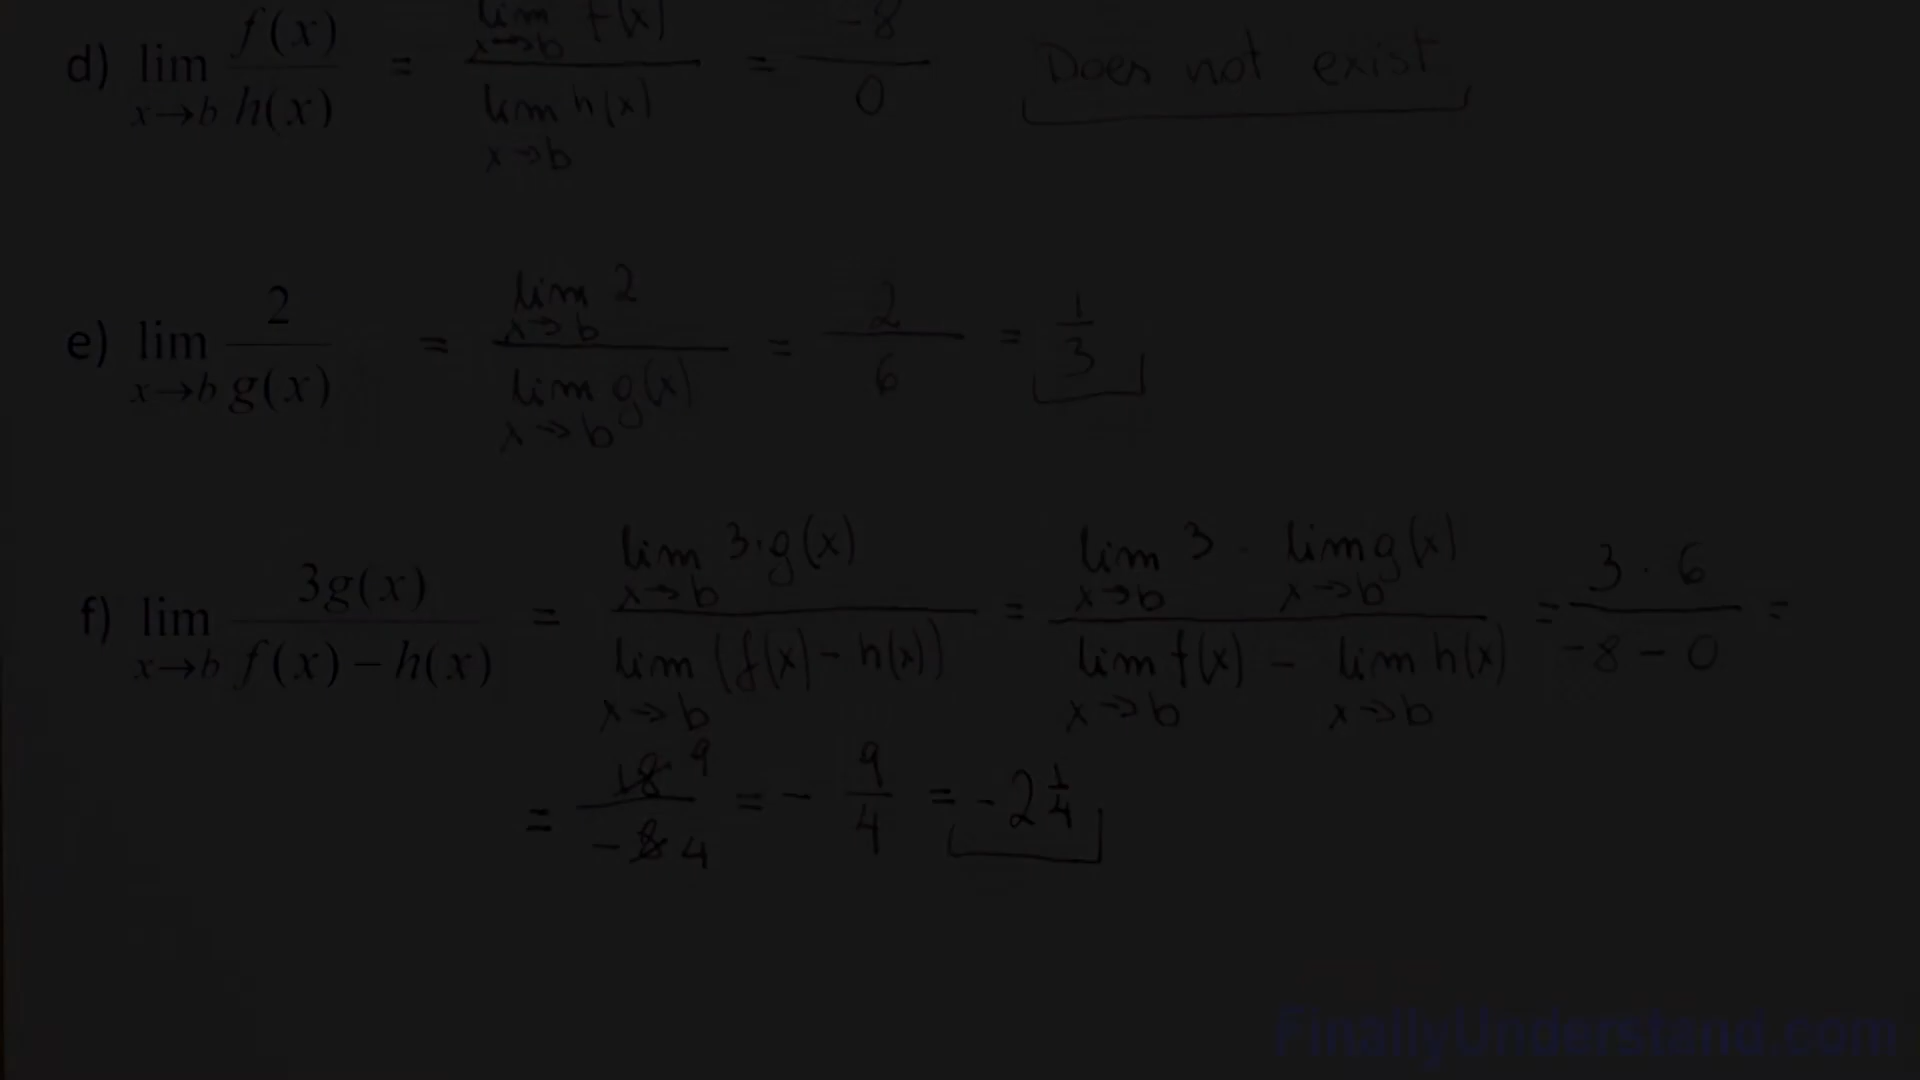 d) lim x→b f(x)/h(x) = lim x→b f(x) / lim x→b h(x) = -8/0 Does not exist
e) lim x→b 2/g(x) = lim x→b 2 / lim x→b g(x) = 2/6 = 1/3
f) lim x→b 3g(x)/f(x)−h(x) = lim x→b 3·g(x) / lim x→b (f(x)−h(x)) = lim x→b 3 · lim x→b g(x) / lim x→b f(x) − lim x→b h(x) = 3·6 / -8−0 =
= 18 9 / -8 4 = - 9/4 = -2 1/4
FinallyUnderstand.com